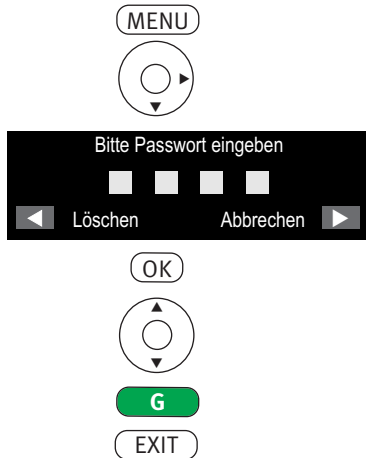 MENU
Bitte Passwort eingeben
Löschen Abbrechen
OK
G
EXIT